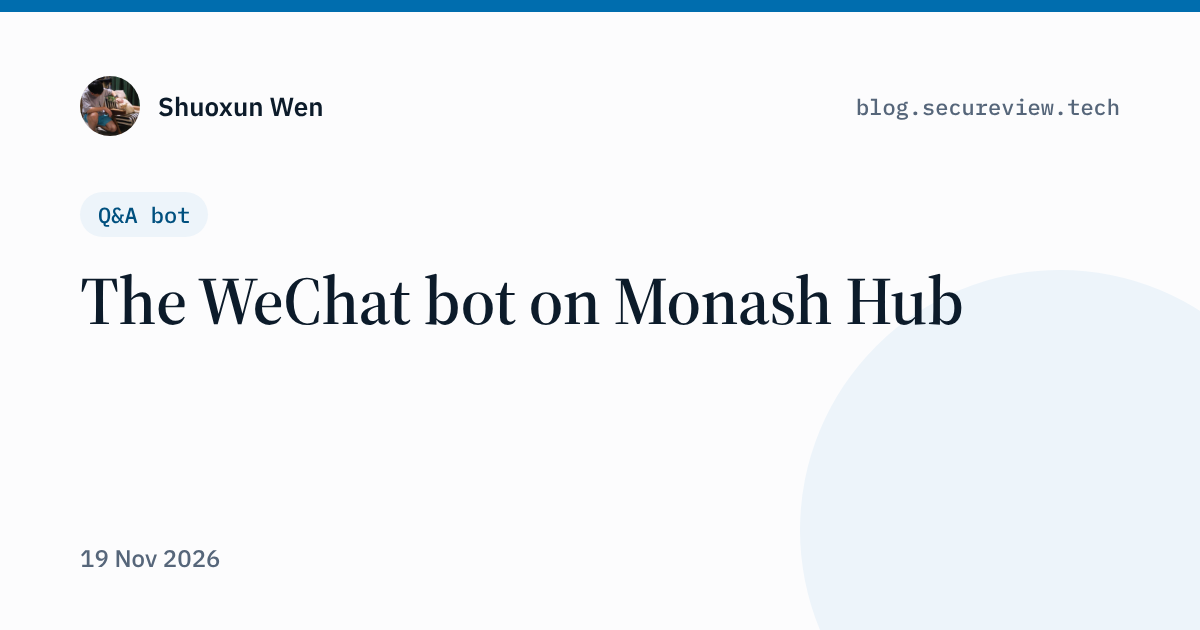 Shuoxun Wen
blog.secureview.tech
Q&A bot
The WeChat bot on Monash Hub
19 Nov 2026